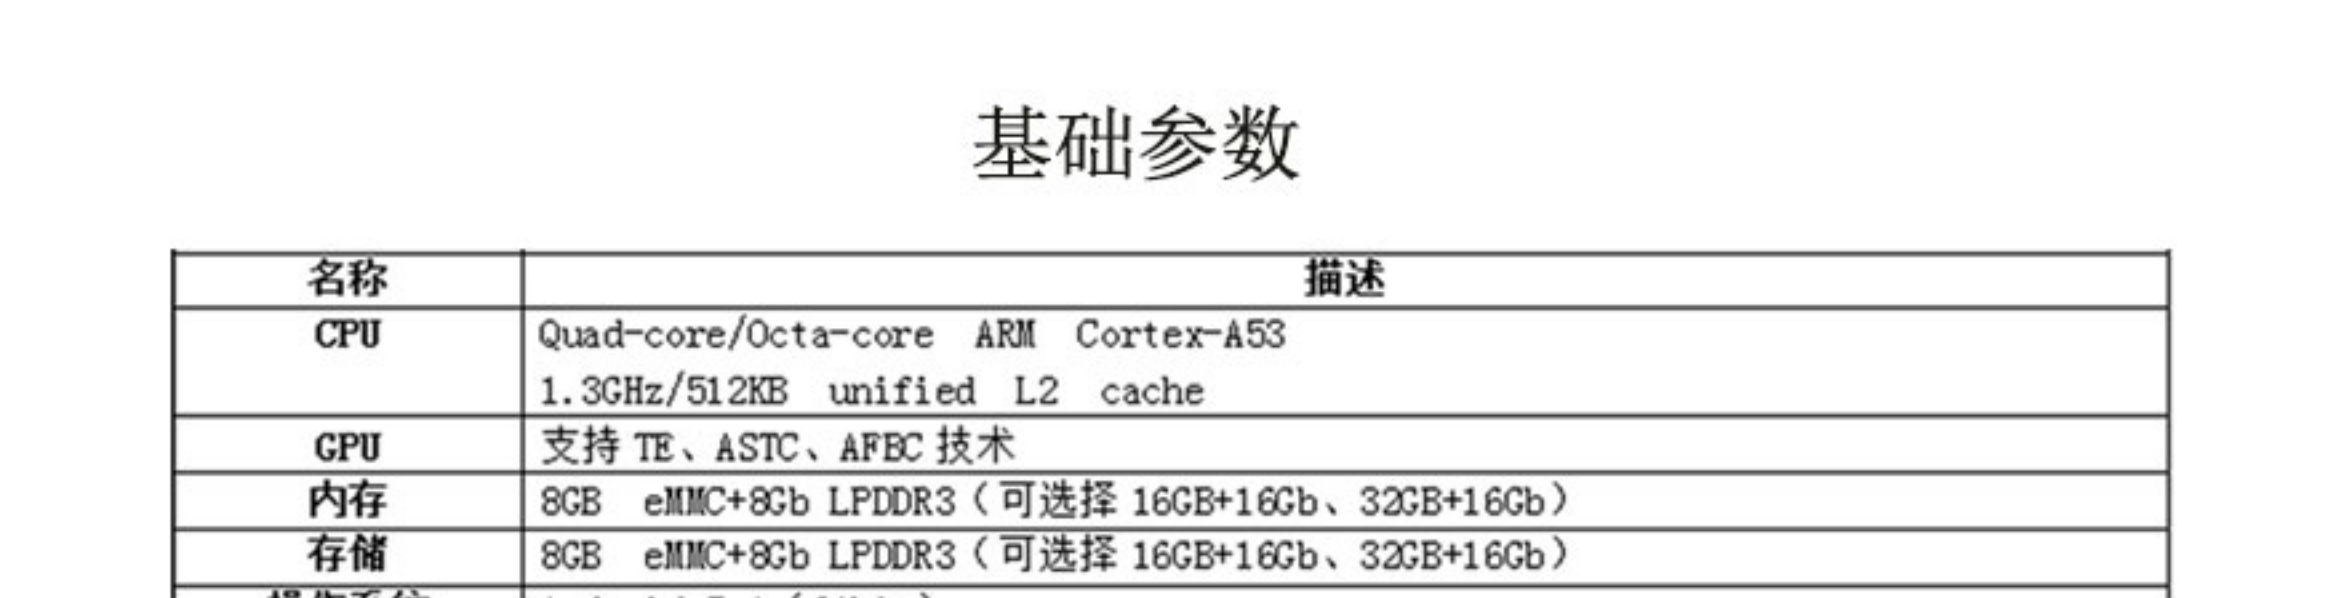 基础参数
名称 描述
CPU Quad-core/Octa-core ARM Cortex-A53
1.3GHz/512KB unified L2 cache
GPU 支持 TE、ASTC、AFBC 技术
内存 8GB eMMC+8Gb LPDDR3（可选择 16GB+16Gb、32GB+16Gb）
存储 8GB eMMC+8Gb LPDDR3（可选择 16GB+16Gb、32GB+16Gb）